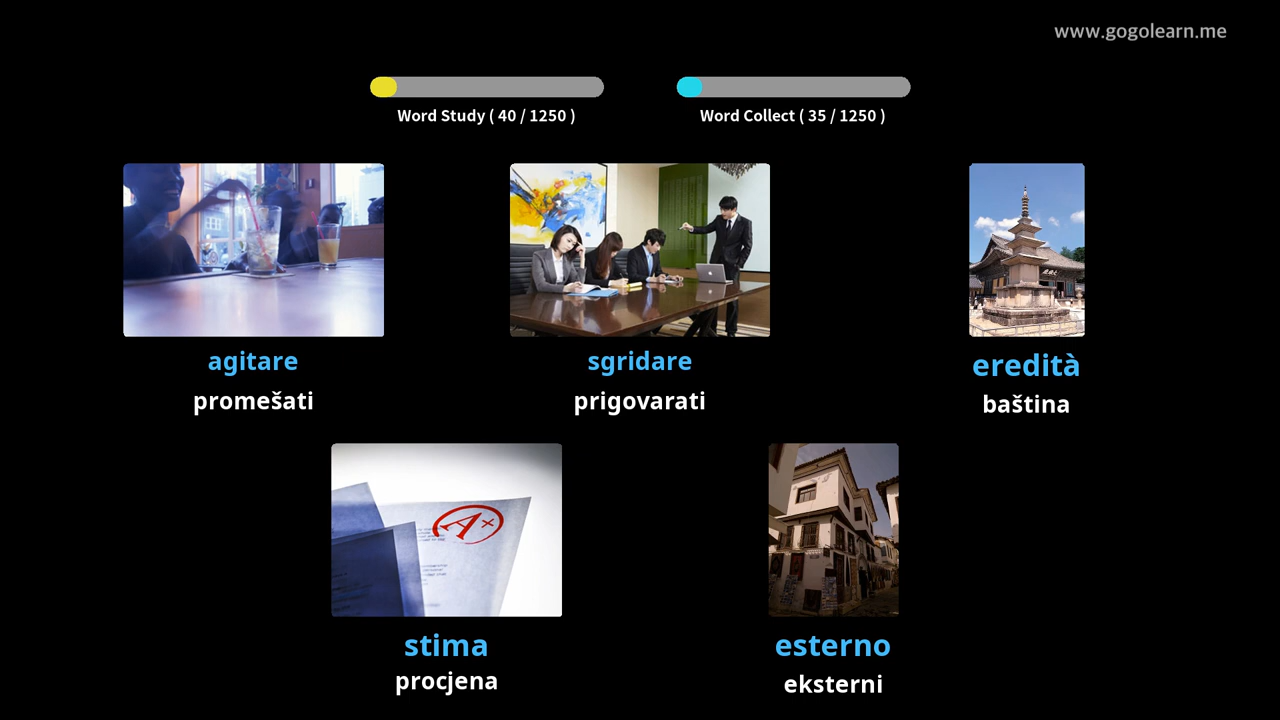 www.gogolearn.me
Word Study ( 40 / 1250 )
Word Collect ( 35 / 1250 )
agitare
promešati
sgridare
prigovarati
eredità
baština
A+
stima
procjena
esterno
eksterni